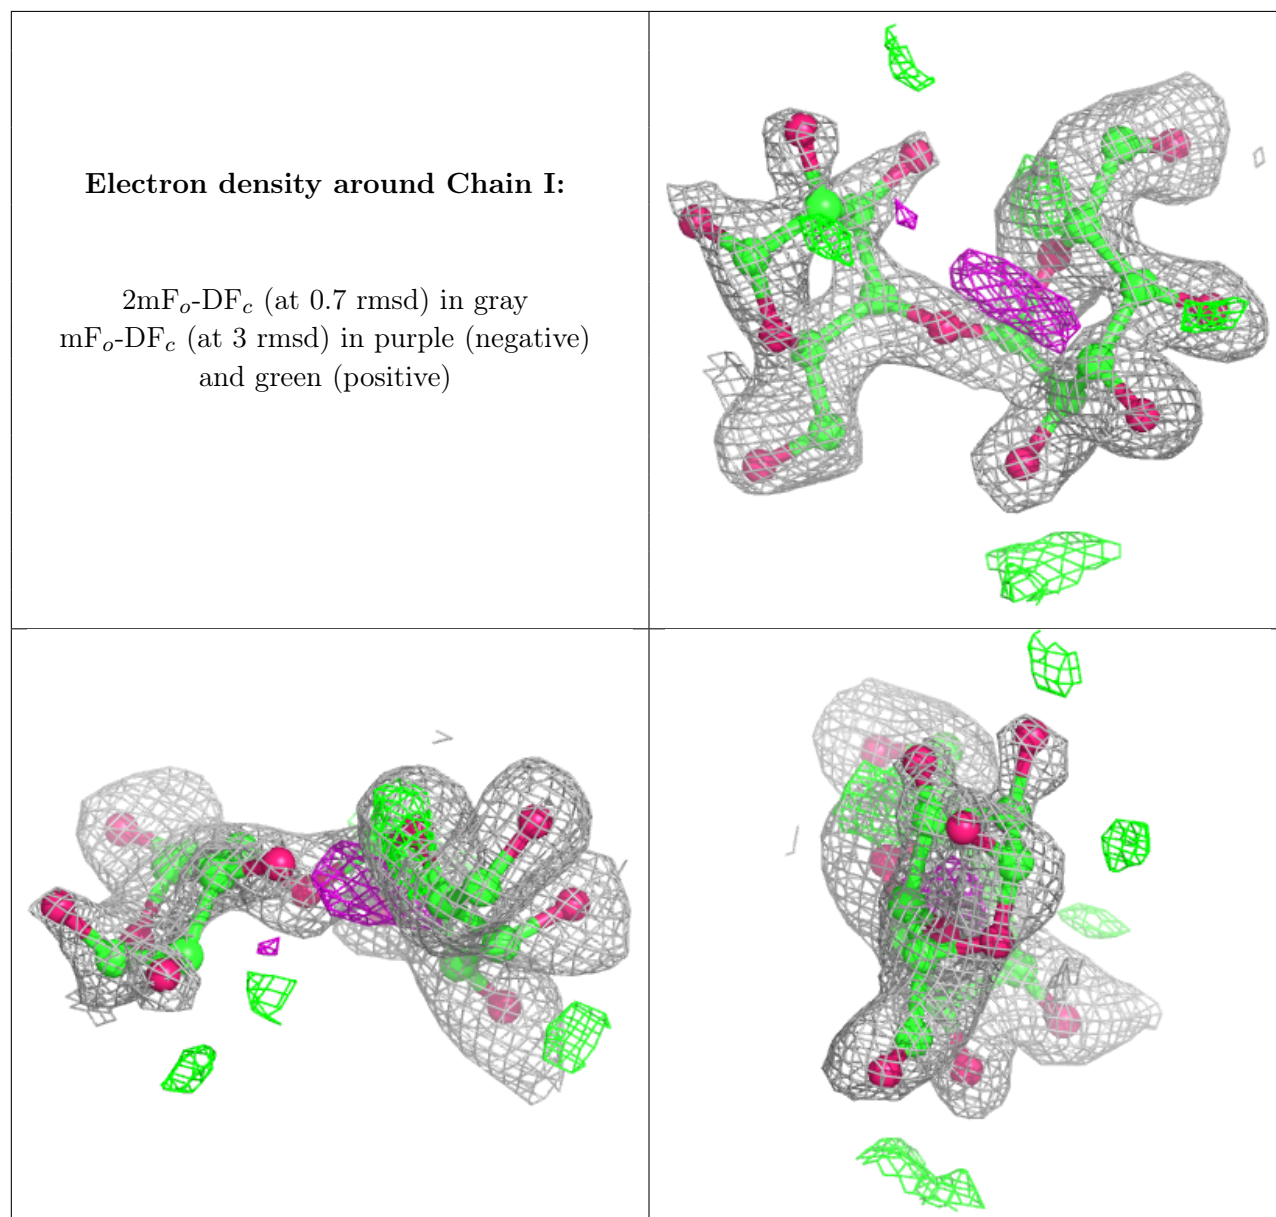 Electron density around Chain I:
2mFₒ-DF𝒸 (at 0.7 rmsd) in gray
mFₒ-DF𝒸 (at 3 rmsd) in purple (negative)
and green (positive)